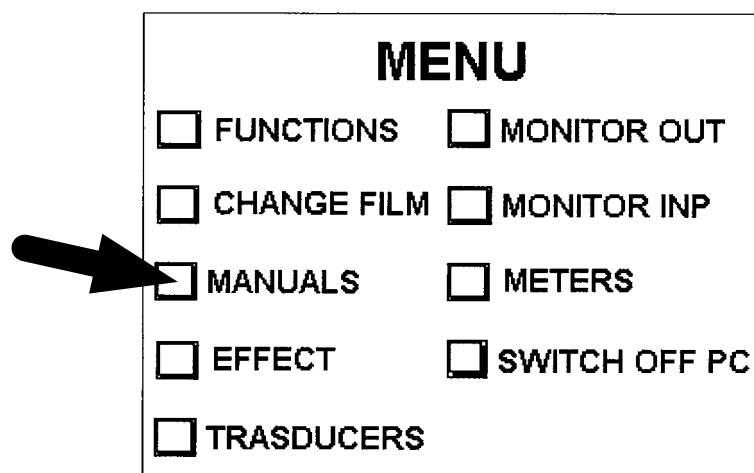 MENU
FUNCTIONS
MONITOR OUT
CHANGE FILM
MONITOR INP
MANUALS
METERS
EFFECT
SWITCH OFF PC
TRASDUCERS